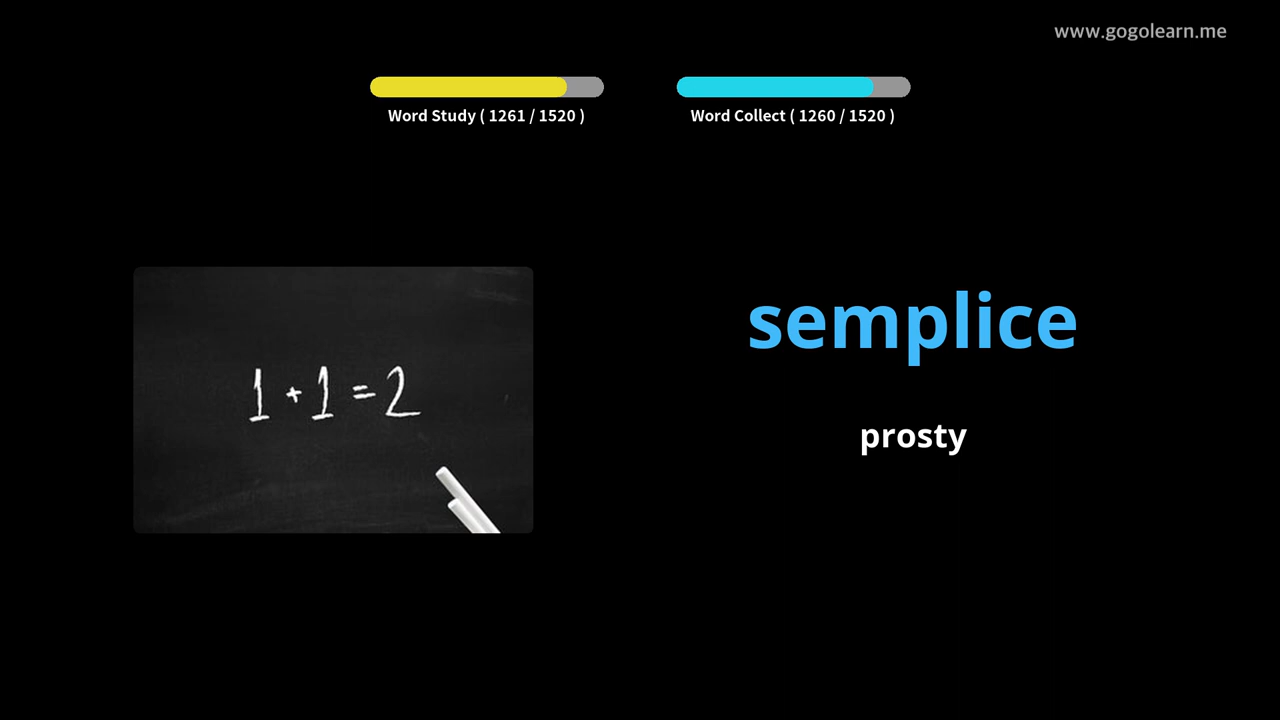 www.gogolearn.me
Word Study ( 1261 / 1520 )
Word Collect ( 1260 / 1520 )
1 + 1 = 2
semplice
prosty